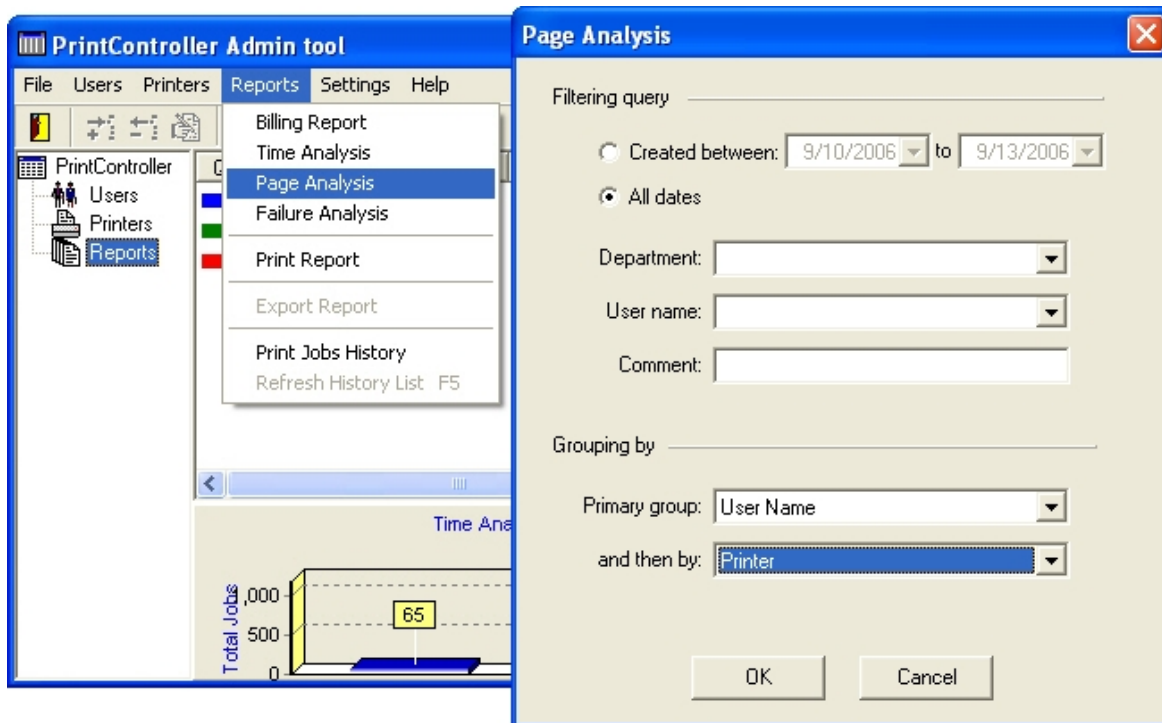 PrintController Admin tool
File Users Printers Reports Settings Help
Billing Report
Time Analysis
Page Analysis
Failure Analysis
Print Report
Export Report
Print Jobs History
Refresh History List F5
PrintController
Users
Printers
Reports
Time Ana
Total Jobs
,000
500
0
65
Page Analysis
Filtering query
Created between: 9/10/2006 to 9/13/2006
All dates
Department:
User name:
Comment:
Grouping by
Primary group: User Name
and then by: Printer
OK Cancel